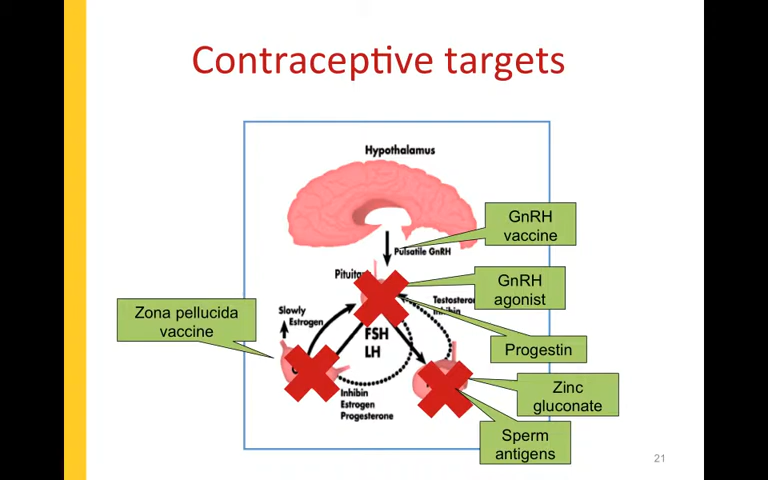 Contraceptive targets
Hypothalamus
GnRH
vaccine
Pulsatile GnRH
GnRH
agonist
Zona pellucida
vaccine
Slowly
Estrogen
FSH
LH
Progestin
Inhibin
Estrogen
Progesterone
Zinc
gluconate
Sperm
antigens
21